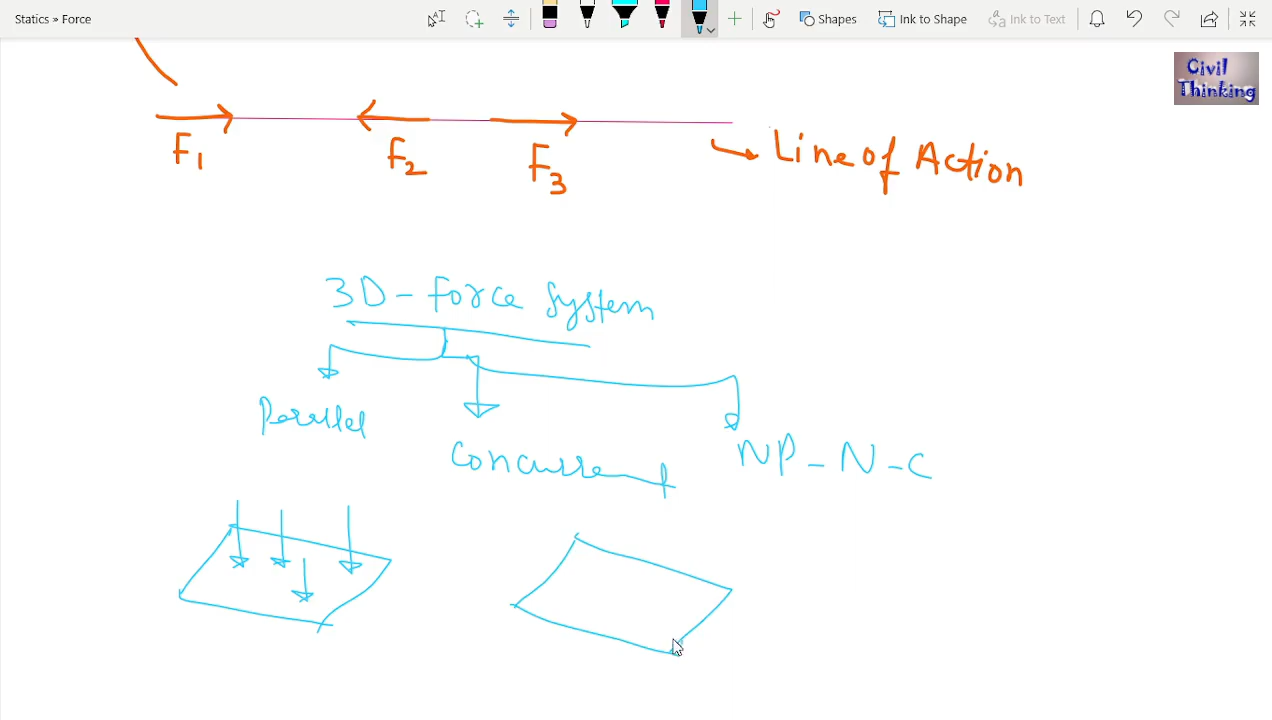 Statics » Force
Shapes
Ink to Shape
Ink to Text
Civil
Thinking
F1 F2 F3
Line of Action
3D - force System
Parallel
Concurrent
NP - N - C